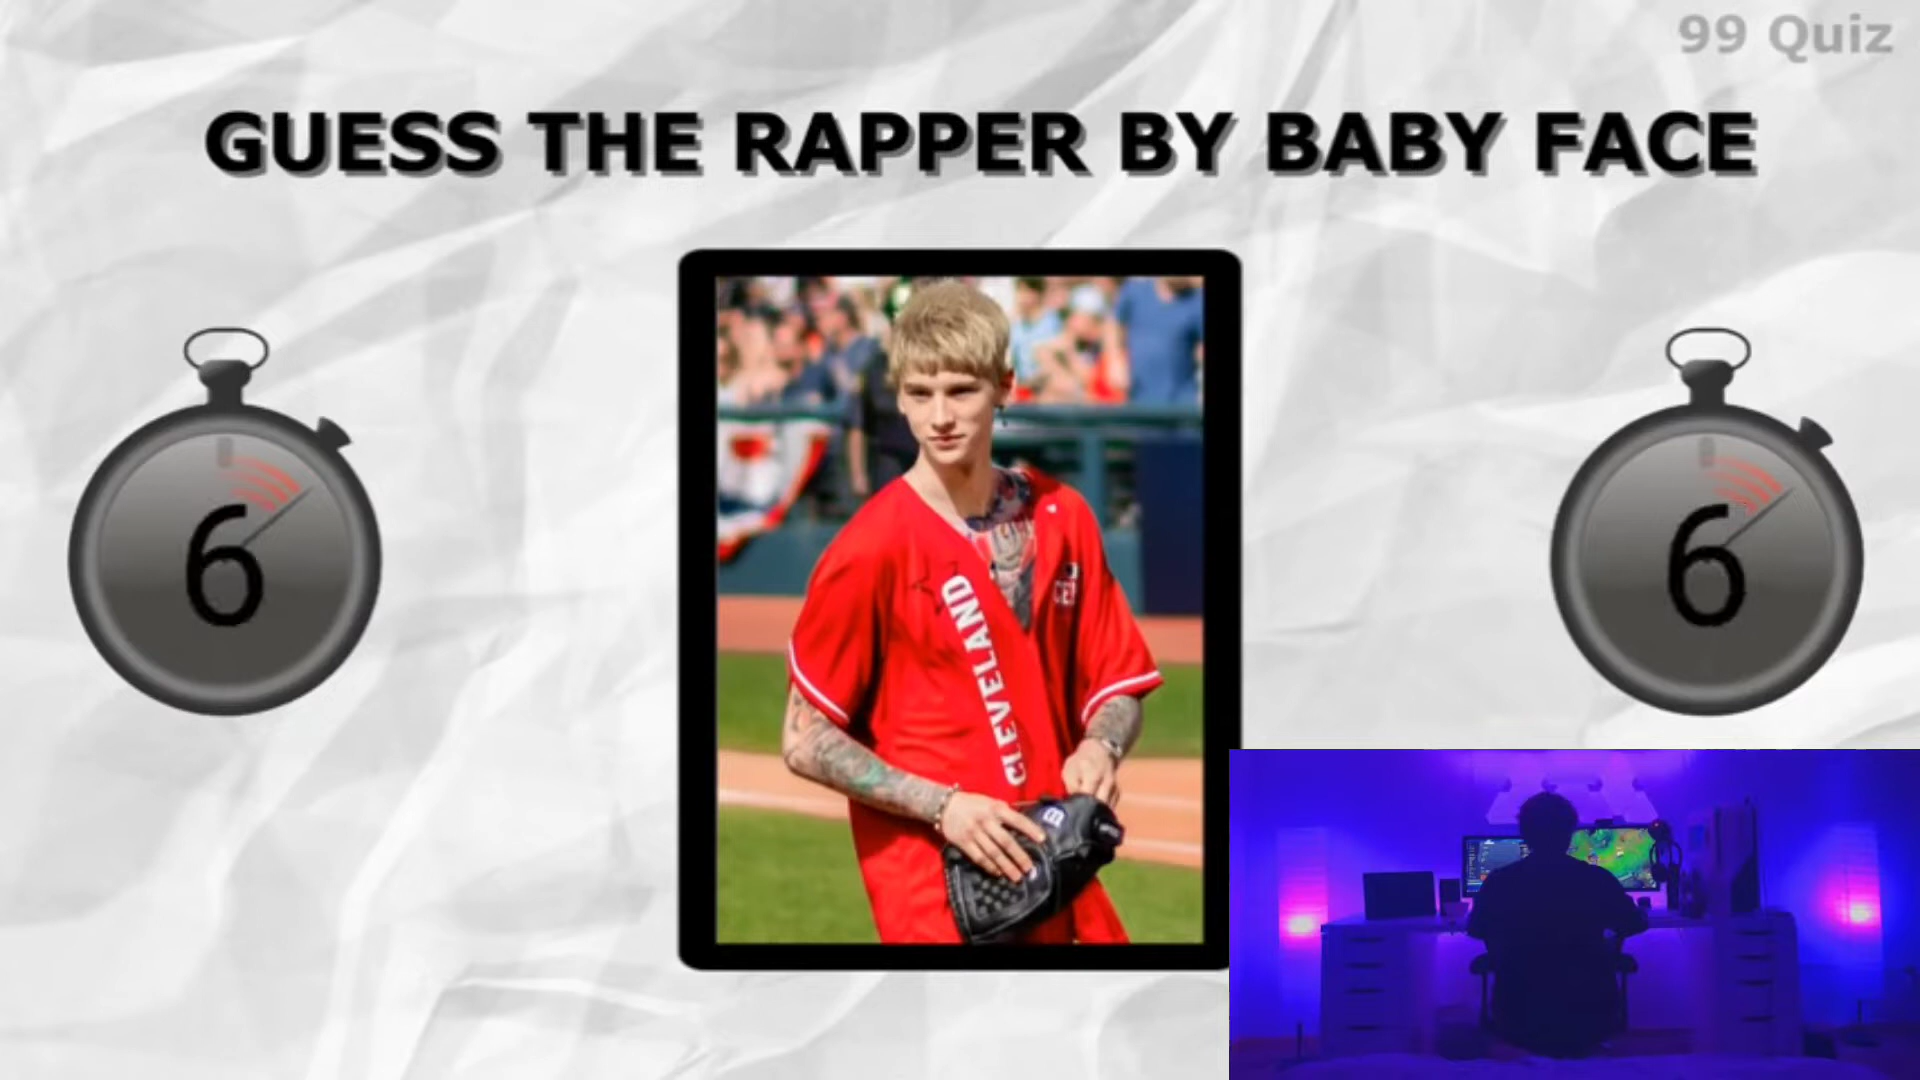 99 Quiz
GUESS THE RAPPER BY BABY FACE
6
6
CLEVELAND